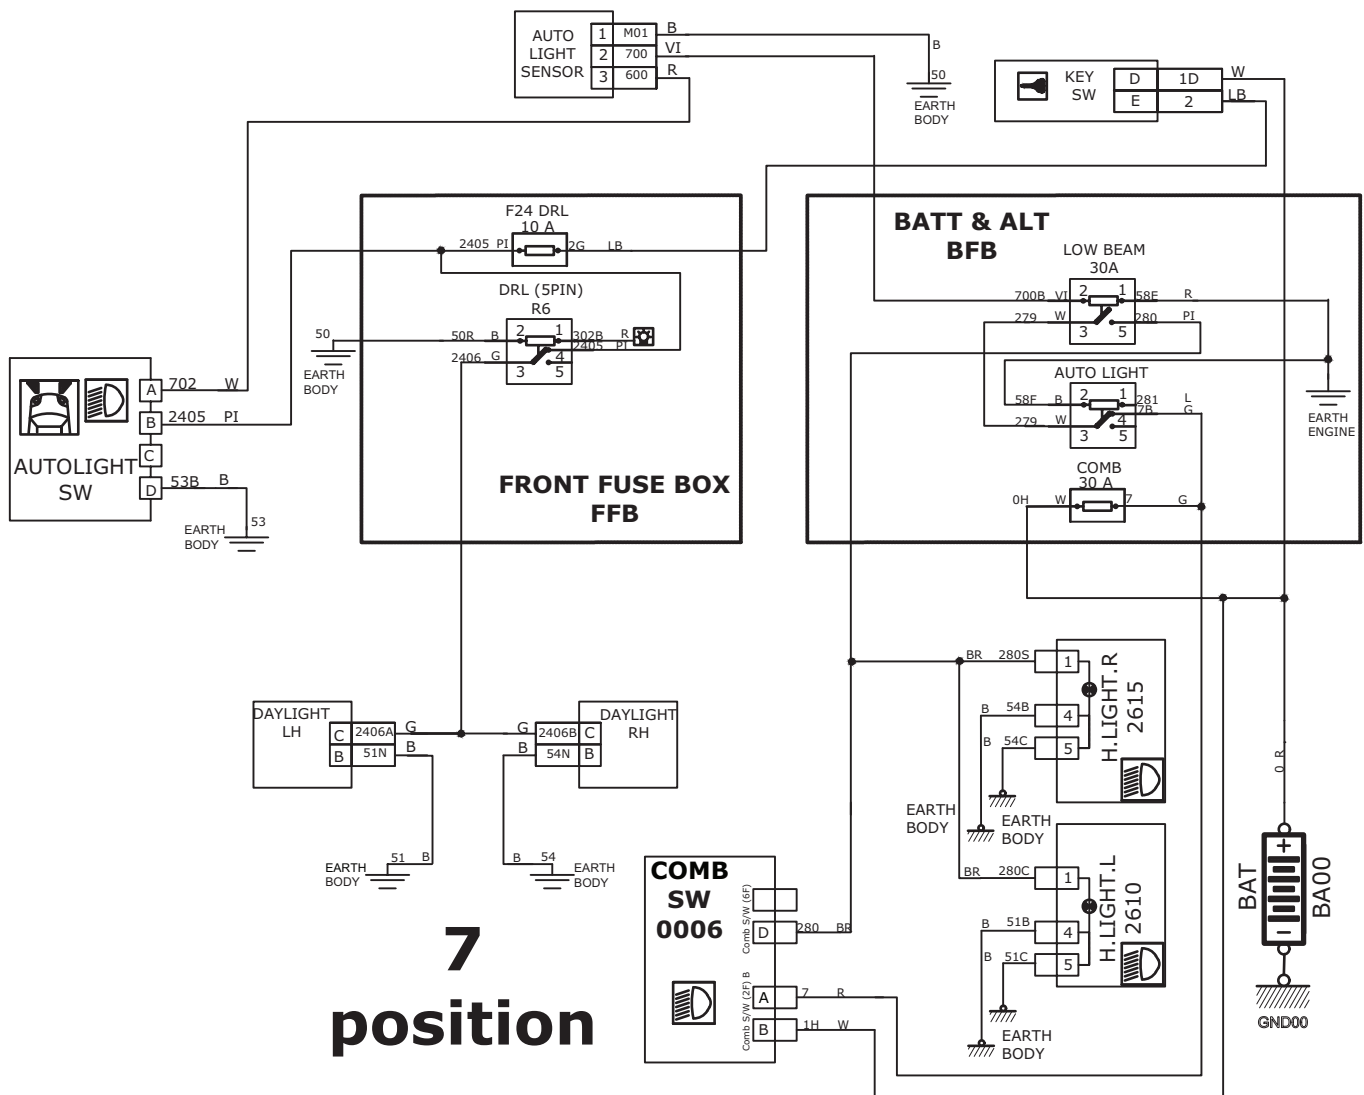 AUTO
LIGHT
SENSOR
1 M01 B
2 700 VI
3 600 R
B
50
EARTH
BODY
KEY
SW
D 1D W
E 2 LB
F24 DRL
10 A
2405 PI 2G LB
DRL (5PIN)
R6
50 50R B 2 1 302B R
2405 PI
2406 G 4
3 5
EARTH
BODY
FRONT FUSE BOX
FFB
BATT & ALT
BFB
LOW BEAM
30A
700B VI 2 1 58E R
279 W 3 5 280 PI
AUTO LIGHT
58F B 2 1 281 L
7B G
279 W 4
3 5
COMB
30 A
0H W 7 G
EARTH
ENGINE
A 702 W
B 2405 PI
C
D 53B B
AUTOLIGHT
SW
53
EARTH
BODY
DAYLIGHT
LH
C 2406A G
B 51N B
G 2406B C
B 54N B
DAYLIGHT
RH
EARTH
BODY
51 B
B 54
EARTH
BODY
7
position
COMB
SW
0006
Comb S/W (6F)
D 280 BR
Comb S/W (2F) B
A 7 R
B 1H W
BR 280S 1
B 54B 4
B 54C 5
H.LIGHT.R
2615
EARTH
BODY
EARTH
BODY
BR 280C 1
B 51B 4
B 51C 5
H.LIGHT.L
2610
EARTH
BODY
0 R
BAT
+
−
BA00
GND00